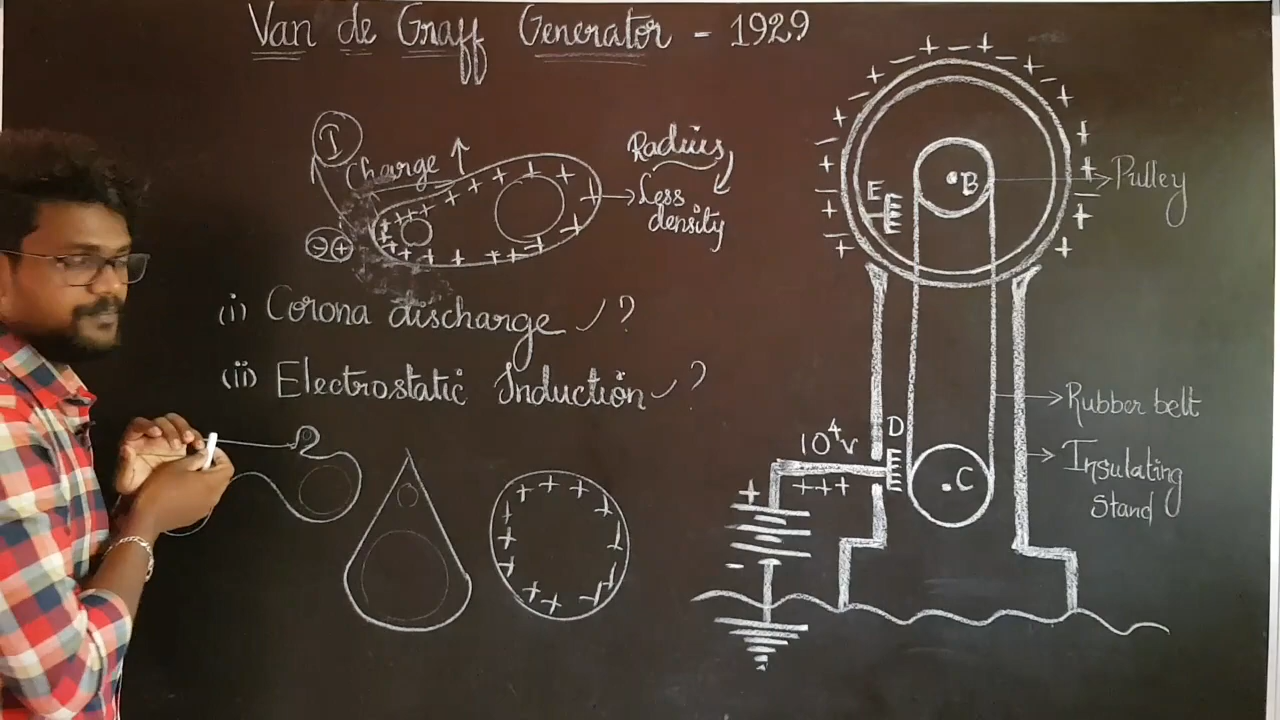 Van de Graff Generator - 1929
I
Charge ↑
Radius
Less
density
(i) Corona discharge ✓ ?
(ii) Electrostatic Induction ✓ ?
B
Pulley
E
D
10⁴V
+++
+
-
C
Rubber belt
Insulating
Stand